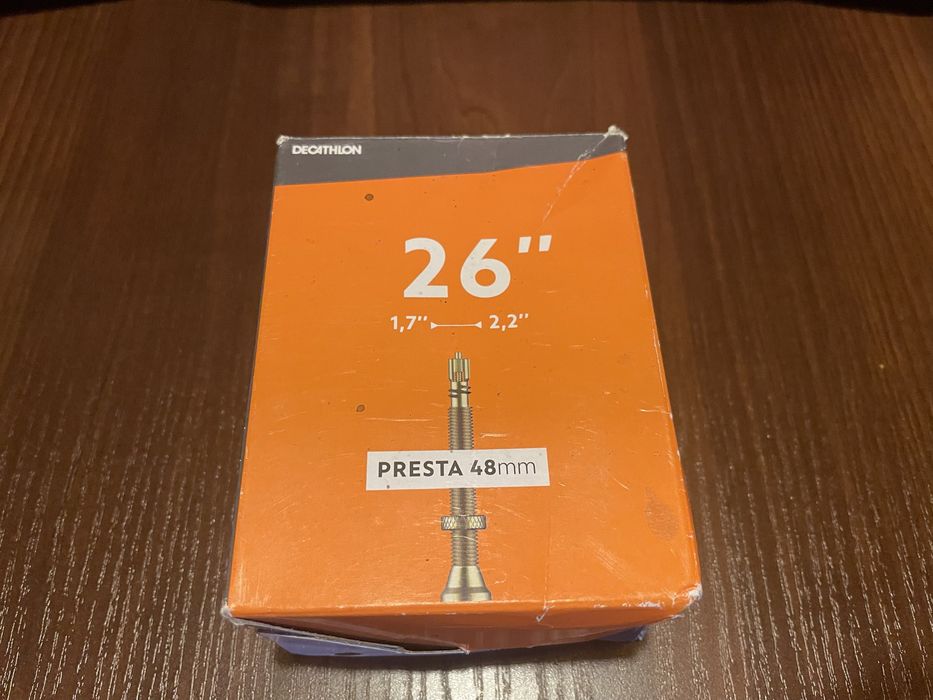 DECATHLON
26"
1,7" 2,2"
PRESTA 48mm